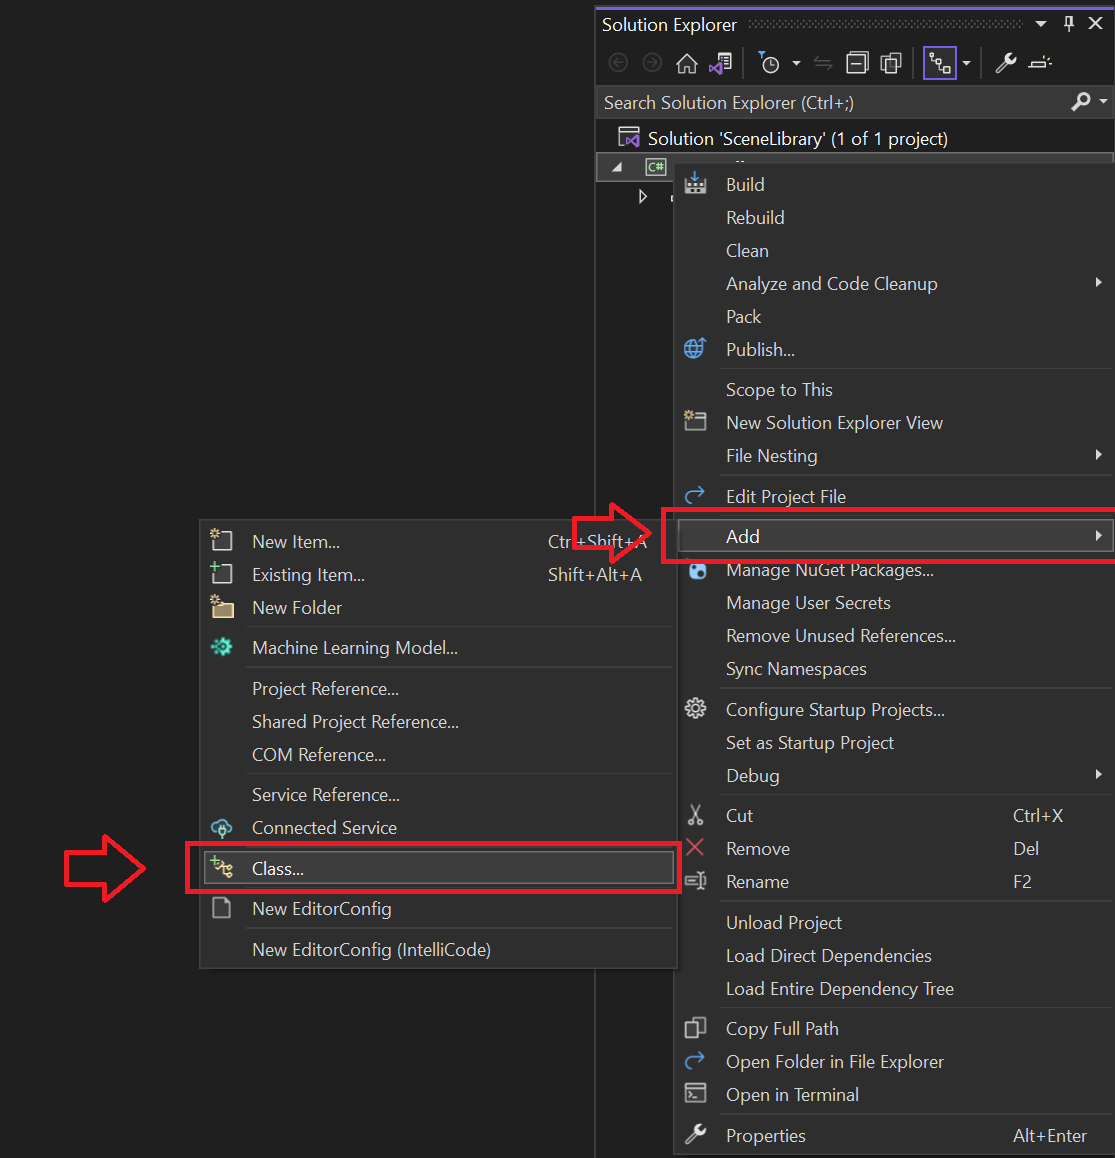 Solution Explorer
Search Solution Explorer (Ctrl+;)
Solution 'SceneLibrary' (1 of 1 project)
C#
Build
Rebuild
Clean
Analyze and Code Cleanup
Pack
Publish...
Scope to This
New Solution Explorer View
File Nesting
Edit Project File
Add
Manage NuGet Packages...
Manage User Secrets
Remove Unused References...
Sync Namespaces
Configure Startup Projects...
Set as Startup Project
Debug
Cut Ctrl+X
Remove Del
Rename F2
Unload Project
Load Direct Dependencies
Load Entire Dependency Tree
Copy Full Path
Open Folder in File Explorer
Open in Terminal
Properties Alt+Enter
New Item... Ctrl+Shift+A
Existing Item... Shift+Alt+A
New Folder
Machine Learning Model...
Project Reference...
Shared Project Reference...
COM Reference...
Service Reference...
Connected Service
Class...
New EditorConfig
New EditorConfig (IntelliCode)